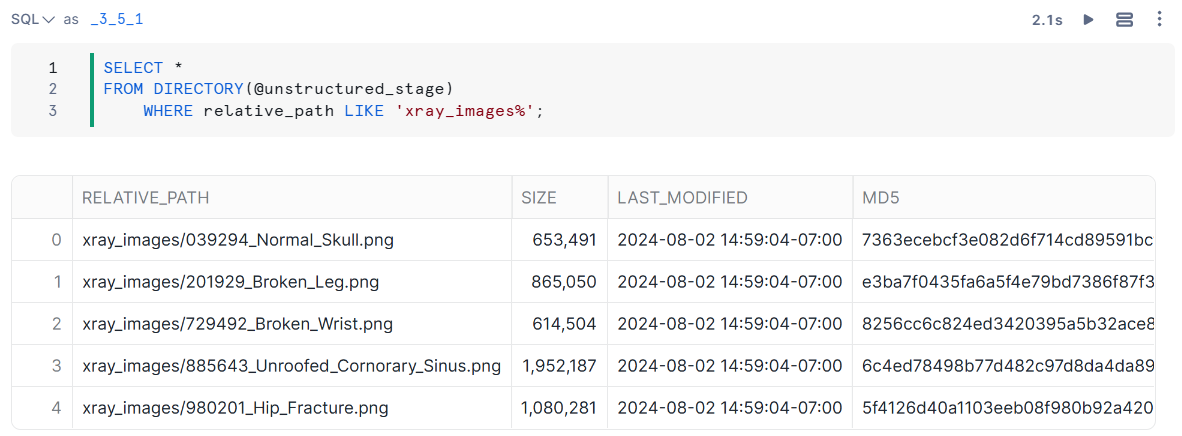 SQL as _3_5_1 2.1s
1 SELECT *
2 FROM DIRECTORY(@unstructured_stage)
3 WHERE relative_path LIKE 'xray_images%';
RELATIVE_PATH SIZE LAST_MODIFIED MD5
0 xray_images/039294_Normal_Skull.png 653,491 2024-08-02 14:59:04-07:00 7363ecebcf3e082d6f714cd89591bc
1 xray_images/201929_Broken_Leg.png 865,050 2024-08-02 14:59:04-07:00 e3ba7f0435fa6a5f4e79bd7386f87f3
2 xray_images/729492_Broken_Wrist.png 614,504 2024-08-02 14:59:04-07:00 8256cc6c824ed3420395a5b32ace8
3 xray_images/885643_Unroofed_Cornorary_Sinus.png 1,952,187 2024-08-02 14:59:04-07:00 6c4ed78498b77d482c97d8da4da89
4 xray_images/980201_Hip_Fracture.png 1,080,281 2024-08-02 14:59:04-07:00 5f4126d40a1103eeb08f980b92a420